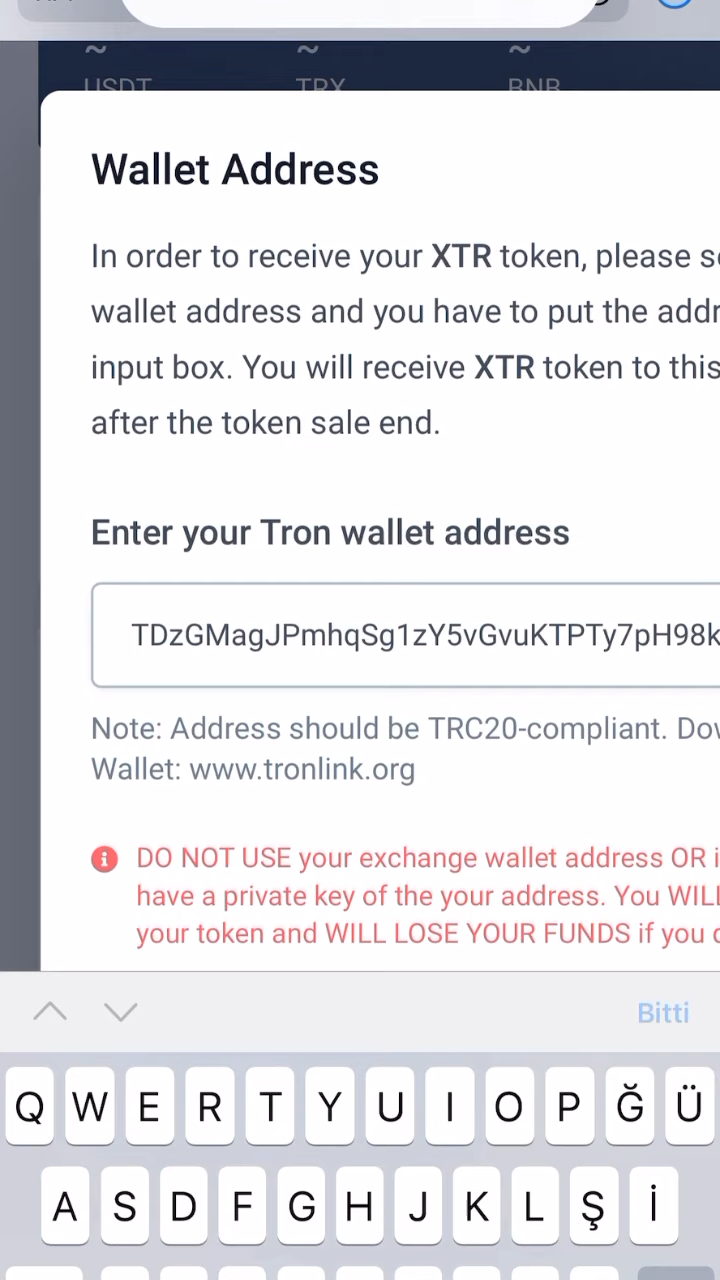 USDT TRX BNB
Wallet Address
In order to receive your XTR token, please
wallet address and you have to put the
input box. You will receive XTR token to this
after the token sale end.
Enter your Tron wallet address
TDzGMagJPmhqSg1zY5vGvuKTPTy7pH98k
Note: Address should be TRC20-compliant.
Wallet: www.tronlink.org
DO NOT USE your exchange wallet address OR
have a private key of the your address. You WILL
your token and WILL LOSE YOUR FUNDS if you
Bitti
Q W E R T Y U I O P Ğ Ü
A S D F G H J K L Ş İ